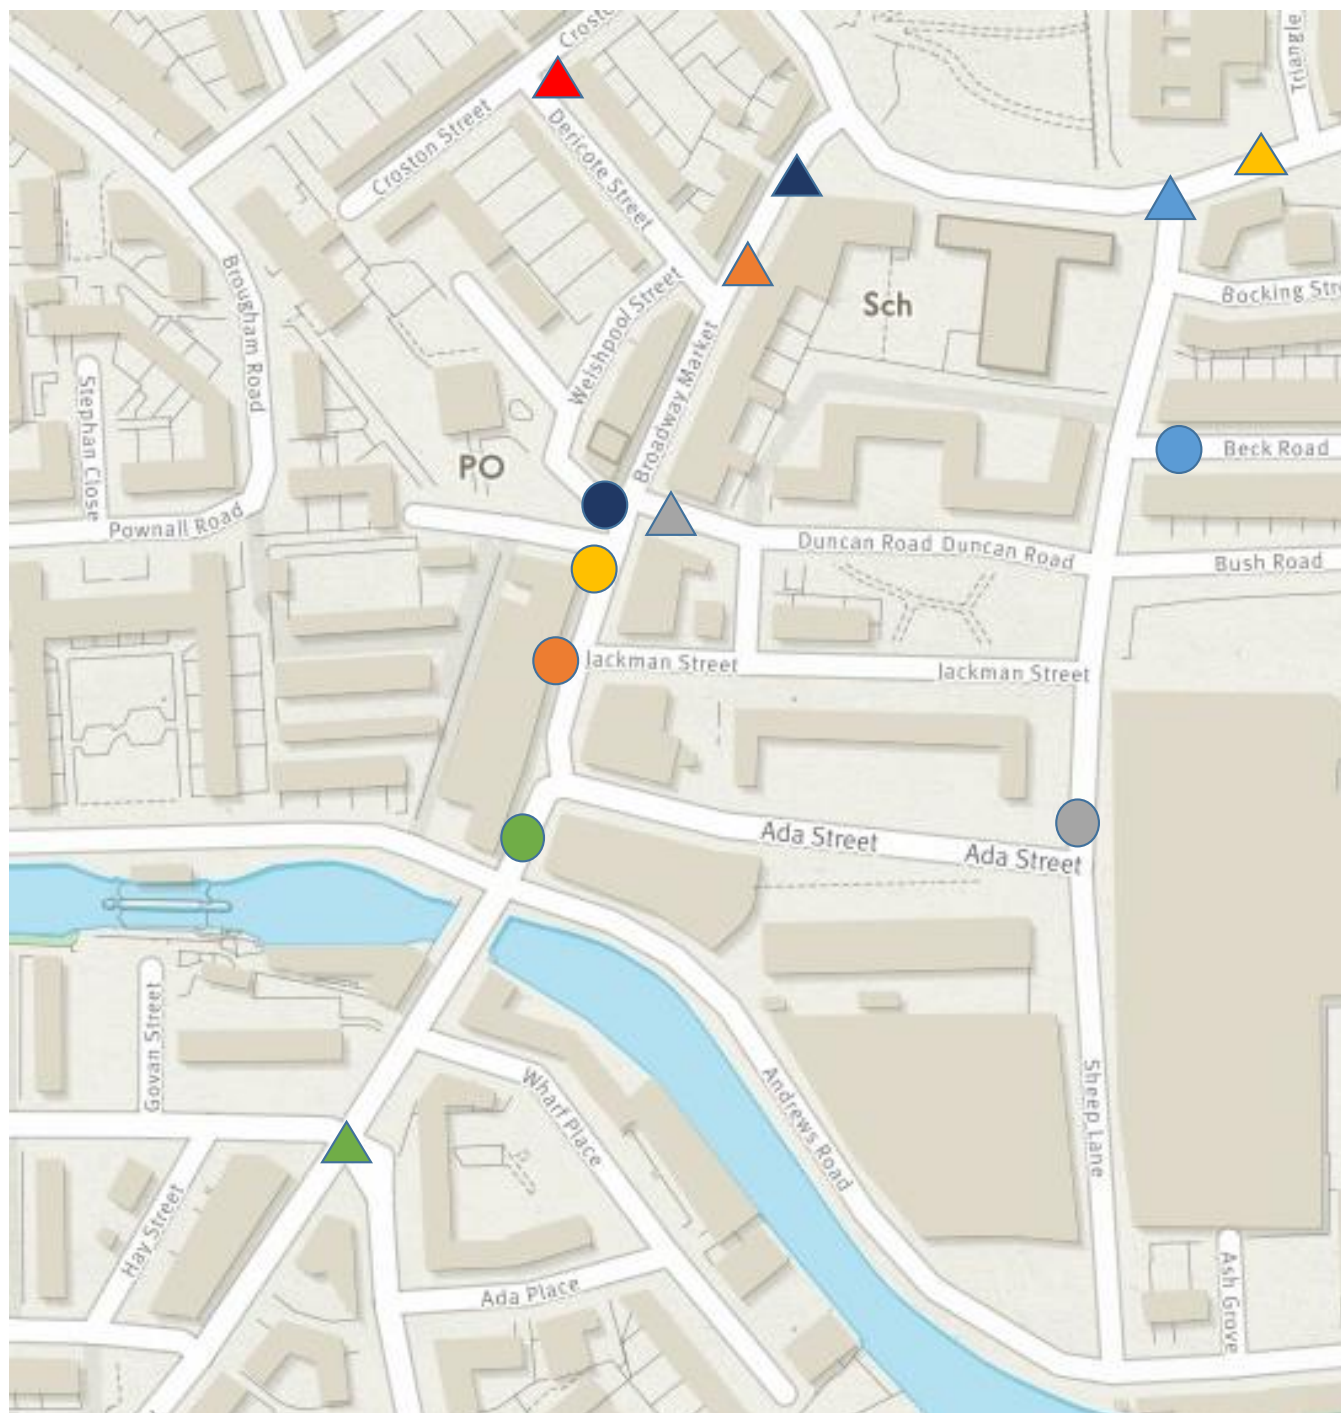 Crosto
Triangle
Croston Street
Dericote Street
Brougham Road
Welshpool Street
Sch
Bocking Stre
Broadway Market
Stephan Close
PO
Beck Road
Pownall Road
Duncan Road Duncan Road
Bush Road
Jackman Street
Jackman Street
Ada Street
Ada Street
Govan Street
Wharf Place
Andrews Road
Sheep Lane
Hay Street
Ada Place
Ash Grove